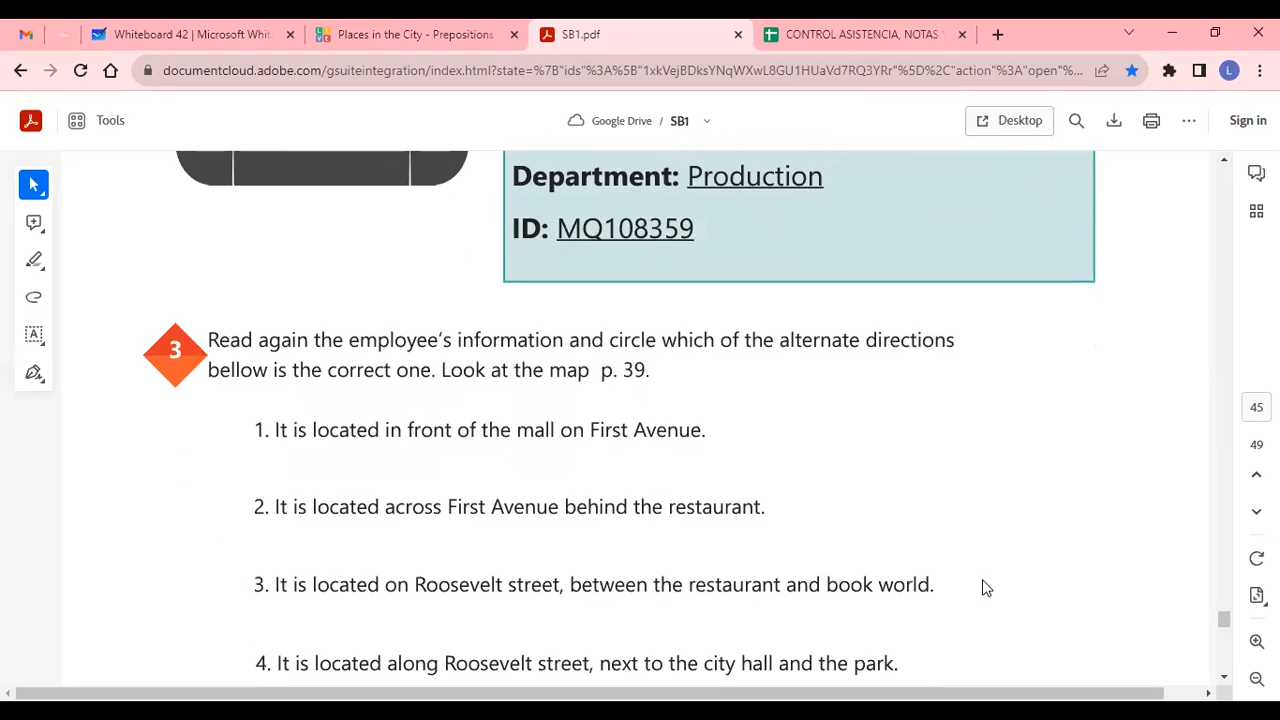 Whiteboard 42 | Microsoft Whit
Places in the City - Prepositions
SB1.pdf
CONTROL ASISTENCIA, NOTAS Y
documentcloud.adobe.com/gsuiteintegration/index.html?state=%7B"ids"%3A%5B"1xkVejBDksYNqWXwL8GU1HUaVd7RQ3YRr"%5D%2C"action"%3A"open"%...
L
Tools
Google Drive / SB1
Desktop
Sign in
Department: Production
ID: MQ108359
3
Read again the employee's information and circle which of the alternate directions
bellow is the correct one. Look at the map p. 39.
1. It is located in front of the mall on First Avenue.
2. It is located across First Avenue behind the restaurant.
3. It is located on Roosevelt street, between the restaurant and book world.
4. It is located along Roosevelt street, next to the city hall and the park.
45
49